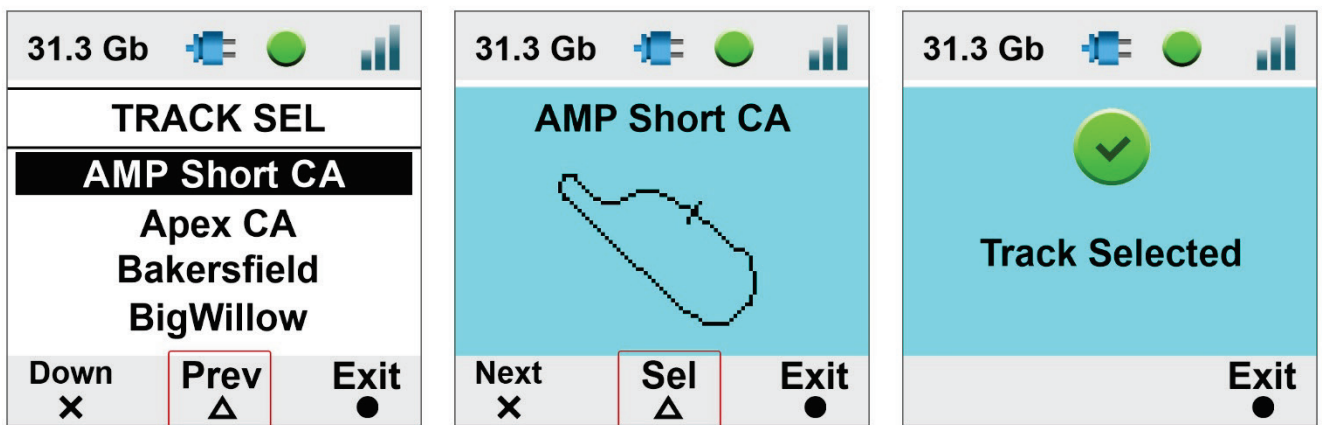 31.3 Gb
TRACK SEL
AMP Short CA
Apex CA
Bakersfield
BigWillow
Down Prev Exit
31.3 Gb
AMP Short CA
Next Sel Exit
31.3 Gb
Track Selected
Exit